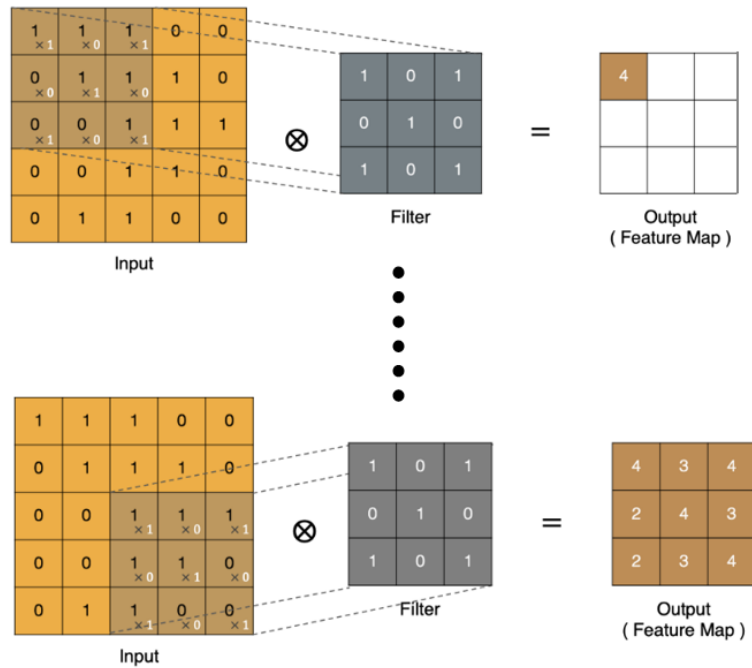 1×1 1×0 1×1 0 0
0×0 1×1 1×0 1 0
0×1 0×0 1×1 1 1
0 0 1 1 0
0 1 1 0 0
Input
⊗
1 0 1
0 1 0
1 0 1
Filter
=
4
Output
( Feature Map )
1 1 1 0 0
0 1 1 1 0
0 0 1×1 1×0 1×1
0 0 1×0 1×1 0×0
0 1 1×1 0×0 0×1
Input
⊗
1 0 1
0 1 0
1 0 1
Filter
=
4 3 4
2 4 3
2 3 4
Output
( Feature Map )